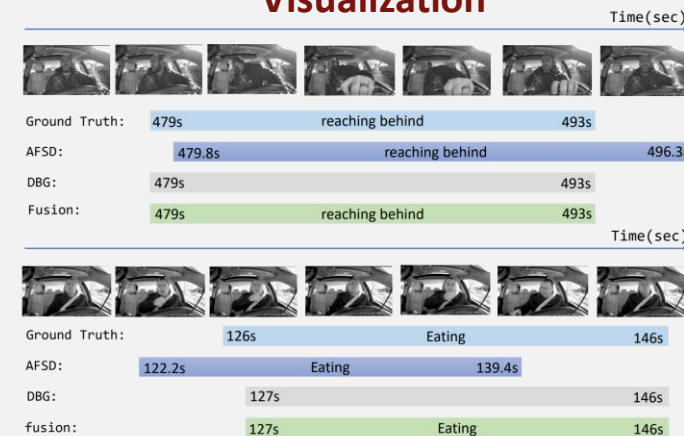 Visualization
Time(sec)
Ground Truth: 479s reaching behind 493s
AFSD: 479.8s reaching behind 496.3
DBG: 479s 493s
Fusion: 479s reaching behind 493s
Time(sec)
Ground Truth: 126s Eating 146s
AFSD: 122.2s Eating 139.4s
DBG: 127s 146s
fusion: 127s Eating 146s